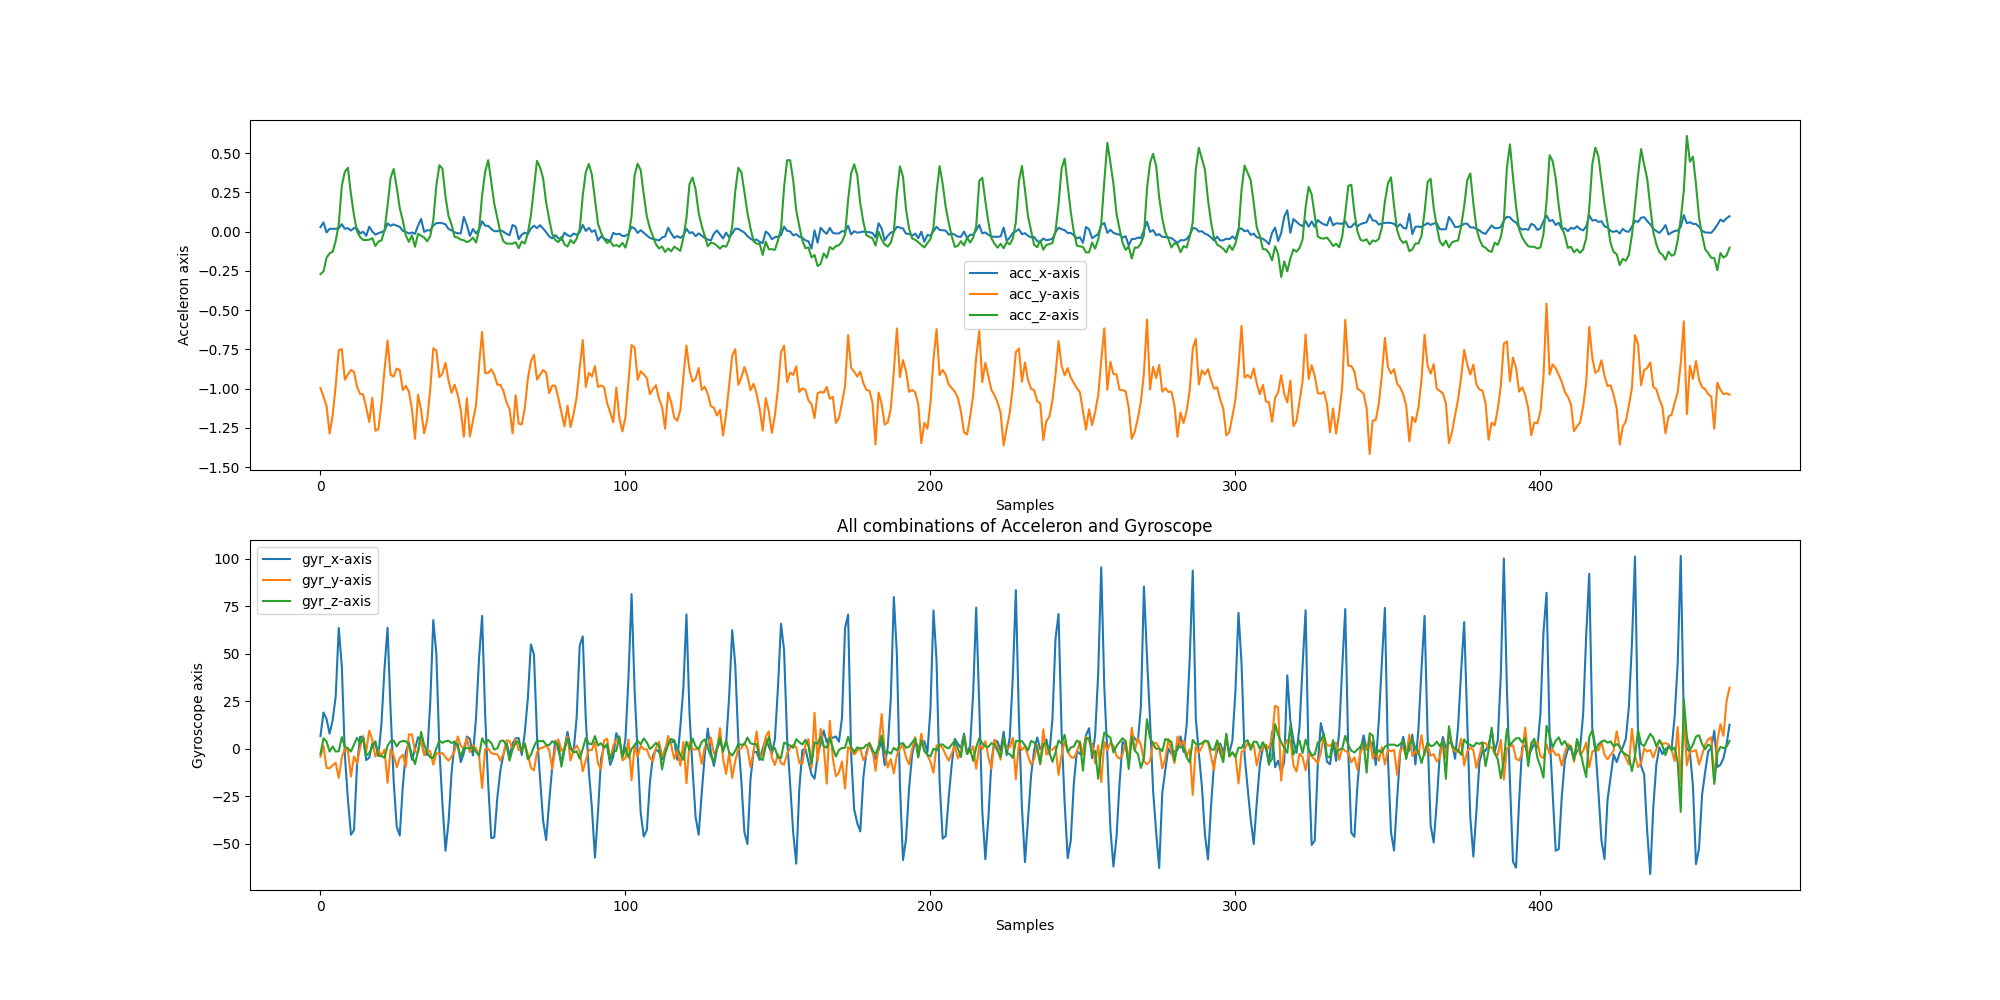 0.50
0.25
0.00
−0.25
−0.50
−0.75
−1.00
−1.25
−1.50
Acceleron axis
acc_x-axis
acc_y-axis
acc_z-axis
0 100 200 300 400
Samples
All combinations of Acceleron and Gyroscope
100
75
50
25
0
−25
−50
Gyroscope axis
gyr_x-axis
gyr_y-axis
gyr_z-axis
0 100 200 300 400
Samples